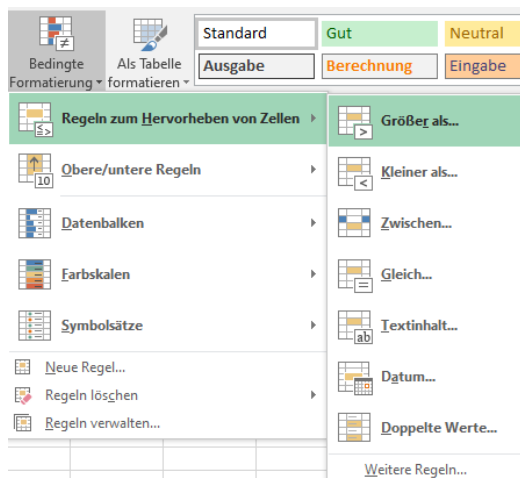 Bedingte
Formatierung
Als Tabelle
formatieren
Standard
Gut
Neutral
Ausgabe
Berechnung
Eingabe
Regeln zum Hervorheben von Zellen
Obere/untere Regeln
10
Datenbalken
Farbskalen
Symbolsätze
Neue Regel...
Regeln löschen
Regeln verwalten...
Größer als...
Kleiner als...
Zwischen...
Gleich...
Textinhalt...
ab
Datum...
Doppelte Werte...
Weitere Regeln...